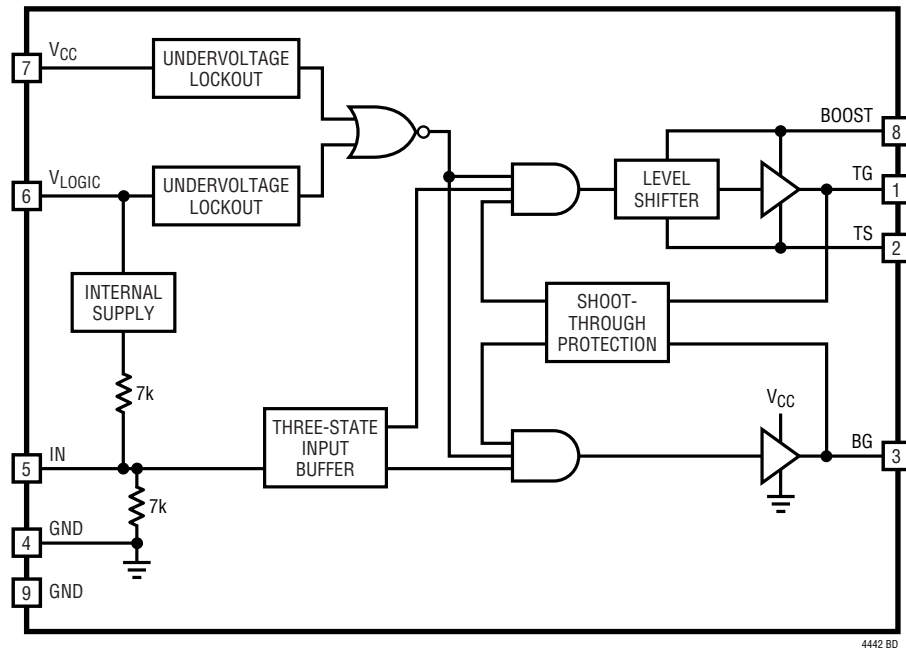 7
VCC
UNDERVOLTAGE
LOCKOUT
BOOST
8
6
VLOGIC
UNDERVOLTAGE
LOCKOUT
LEVEL
SHIFTER
TG
1
TS
2
INTERNAL
SUPPLY
SHOOT-
THROUGH
PROTECTION
7k
VCC
THREE-STATE
INPUT
BUFFER
5
IN
BG
3
7k
4
GND
9
GND
4442 BD